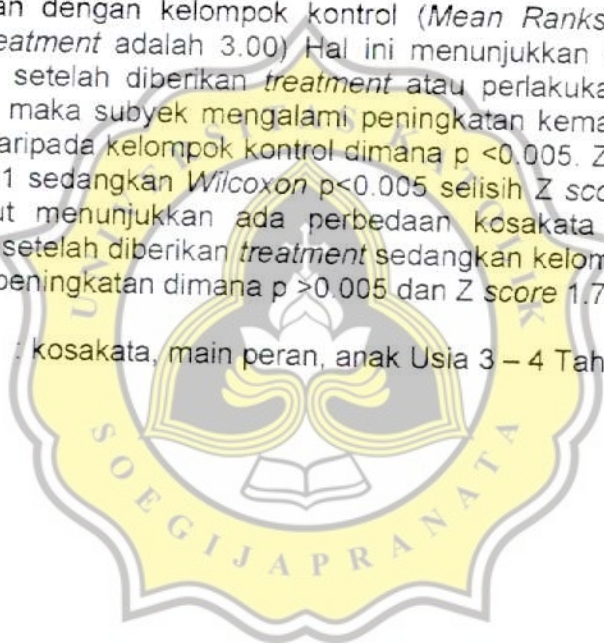 an dengan kelompok kontrol (Mean Ranks
eatment adalah 3.00) Hal ini menunjukkan
setelah diberikan treatment atau perlakuka
maka subyek mengalami peningkatan kema
aripada kelompok kontrol dimana p <0.005. Z
1 sedangkan Wilcoxon p<0.005 selisih Z sco
ut menunjukkan ada perbedaan kosakata
setelah diberikan treatment sedangkan kelom
peningkatan dimana p >0.005 dan Z score 1.7
: kosakata, main peran, anak Usia 3 – 4 Tah
UNIVERSITAS KATOLIK
SOEGIJAPRANATA